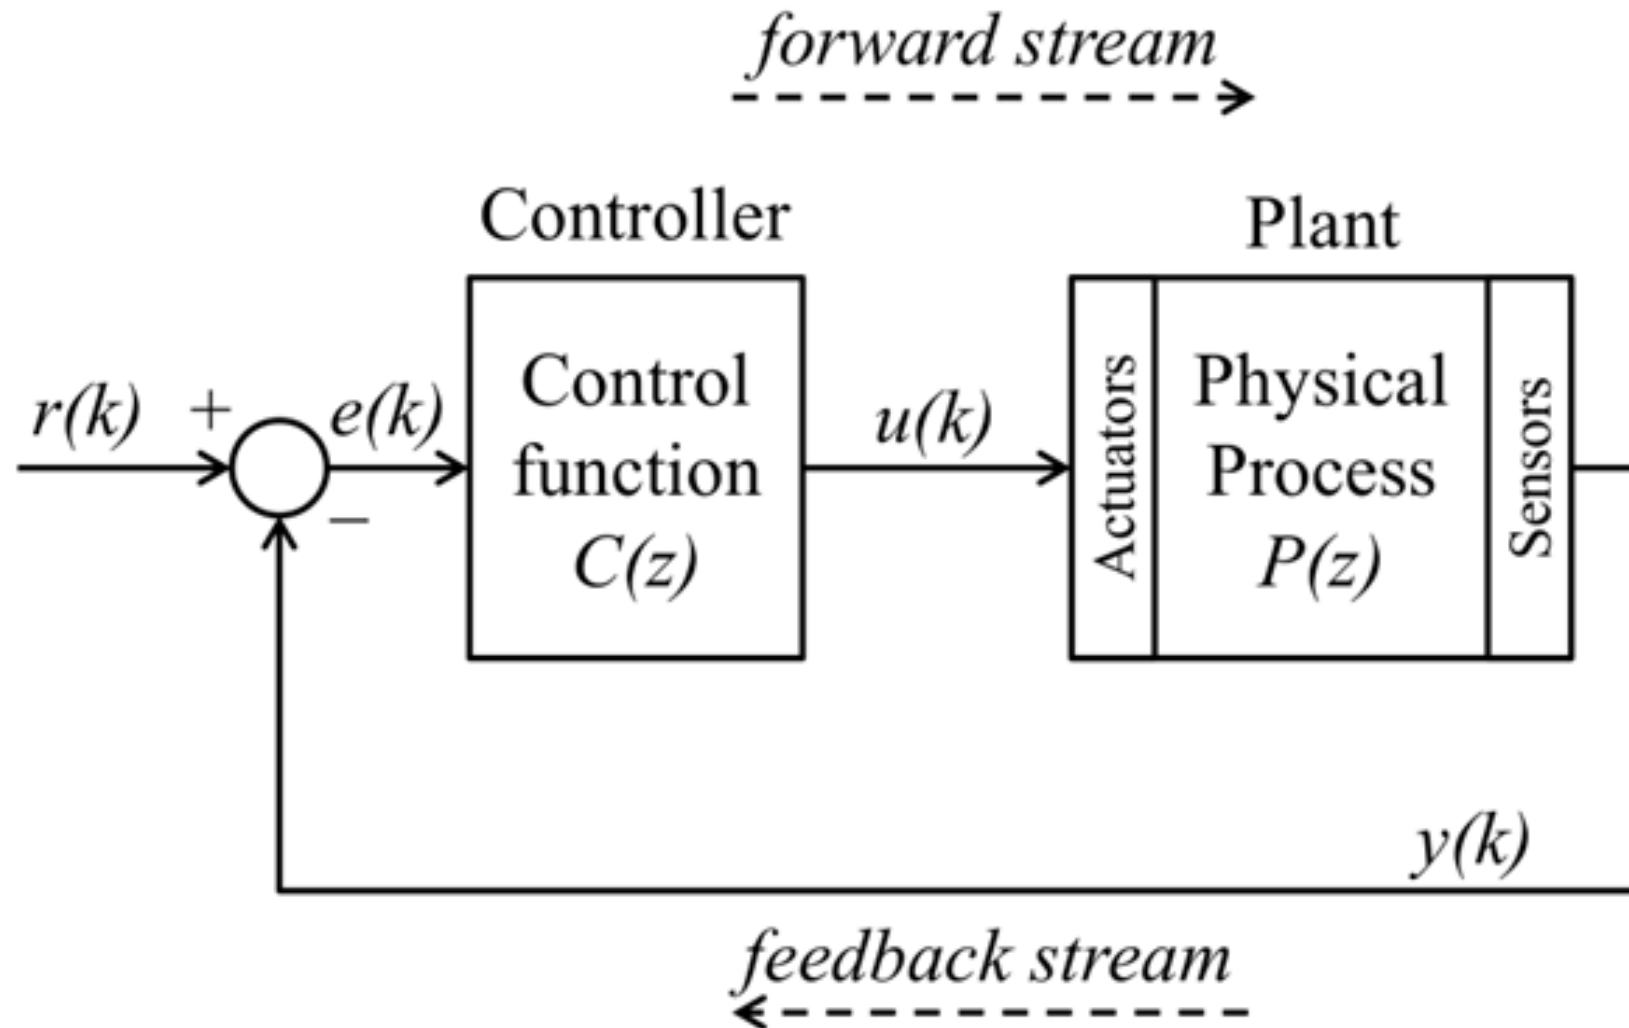 forward stream
Controller
Plant
r(k)
+
e(k)
Control
function
C(z)
u(k)
Actuators
Physical
Process
P(z)
Sensors
−
y(k)
feedback stream